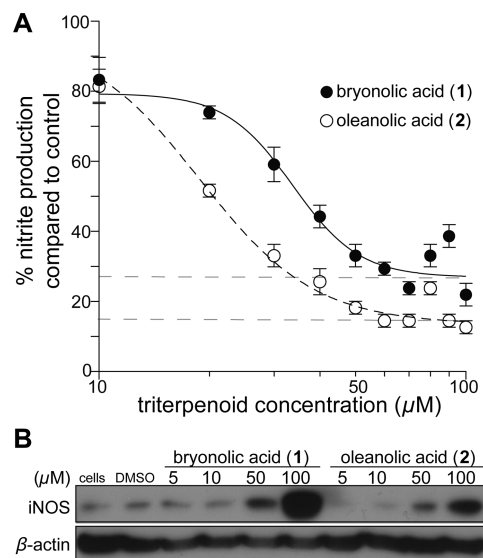 A
% nitrite production
compared to control
100
80
60
40
20
0
10
50
100
triterpenoid concentration (μM)
bryonolic acid (1)
oleanolic acid (2)
B
bryonolic acid (1) oleanolic acid (2)
(μM) cells DMSO 5 10 50 100 5 10 50 100
iNOS
β-actin